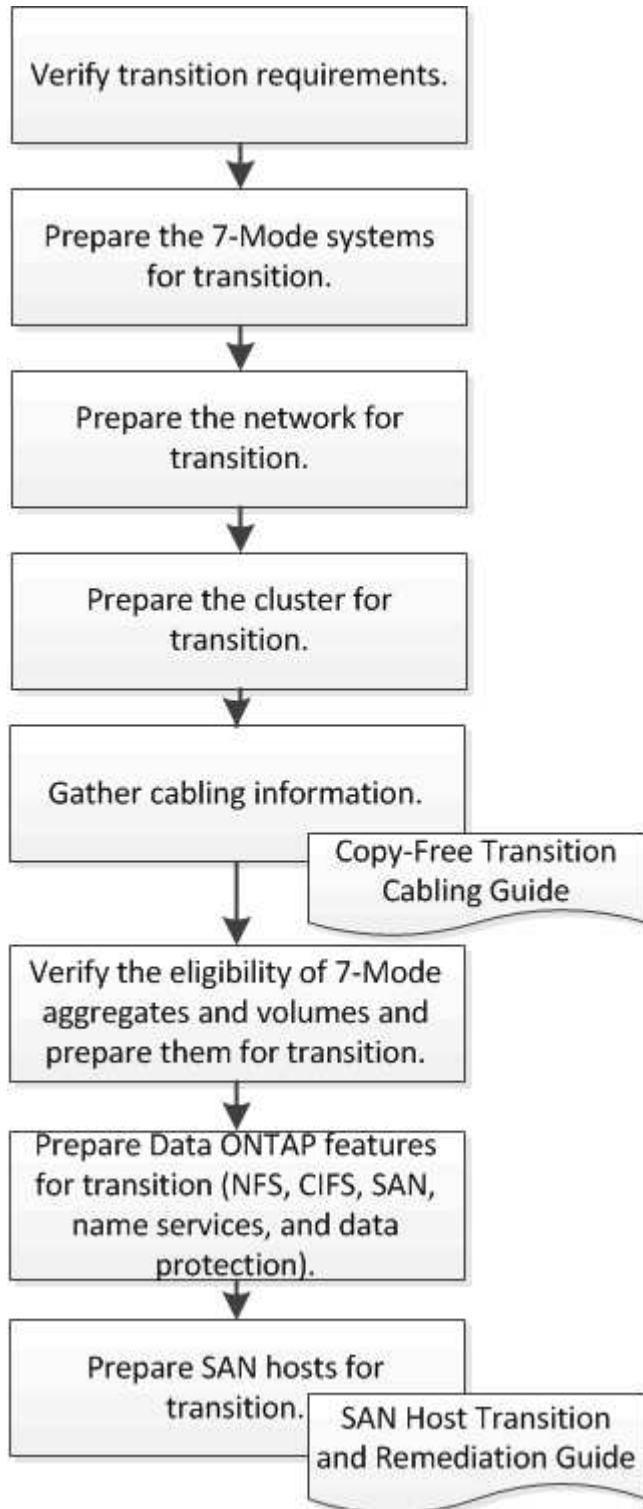 Verify transition requirements.
Prepare the 7-Mode systems
for transition.
Prepare the network for
transition.
Prepare the cluster for
transition.
Gather cabling information.
Copy-Free Transition
Cabling Guide
Verify the eligibility of 7-Mode
aggregates and volumes and
prepare them for transition.
Prepare Data ONTAP features
for transition (NFS, CIFS, SAN,
name services, and data
protection).
Prepare SAN hosts for
transition.
SAN Host Transition
and Remediation Guide